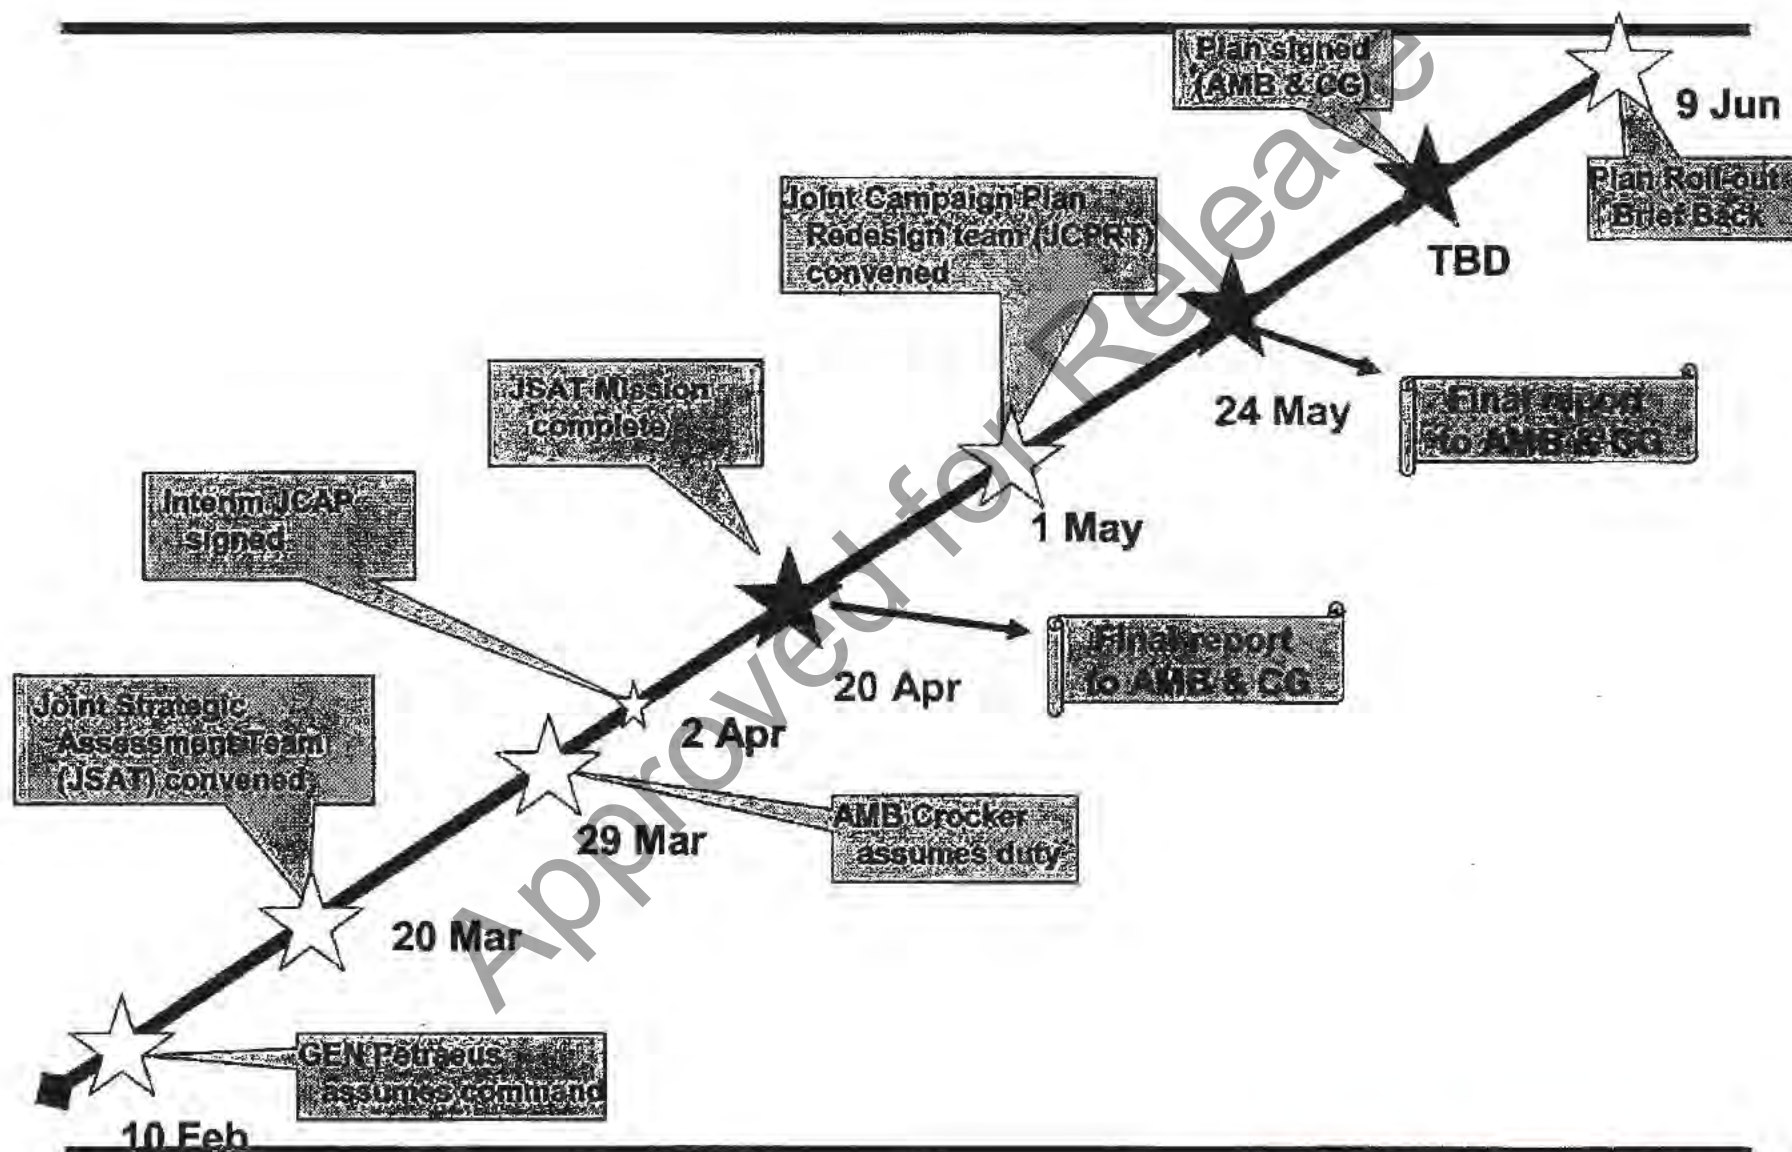 Plan signed
(AMB & CG)
9 Jun
Plan Roll-out
Brief Back
Joint Campaign Plan
Redesign team (JCPRT)
convened
TBD
JSAT Mission
complete
24 May
Final report
to AMB & CG
Interim JCAP
signed
1 May
Final report
to AMB & CG
20 Apr
Joint Strategic
Assessment Team
(JSAT) convened
2 Apr
AMB Crocker
assumes duty
29 Mar
20 Mar
GEN Petraeus
assumes command
10 Feb
Approved for Release